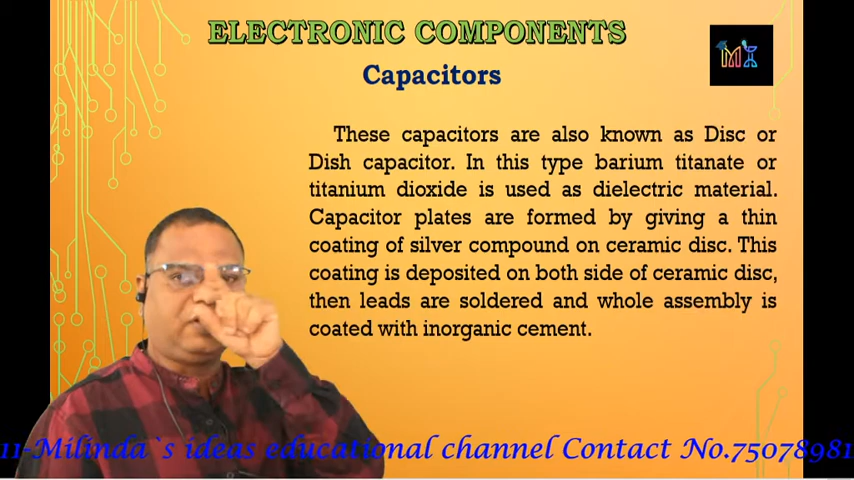 ELECTRONIC COMPONENTS
MI
Capacitors
These capacitors are also known as Disc or
Dish capacitor. In this type barium titanate or
titanium dioxide is used as dielectric material.
Capacitor plates are formed by giving a thin
coating of silver compound on ceramic disc. This
coating is deposited on both side of ceramic disc,
then leads are soldered and whole assembly is
coated with inorganic cement.
11-Milinda`s ideas educational channel Contact No.75078981